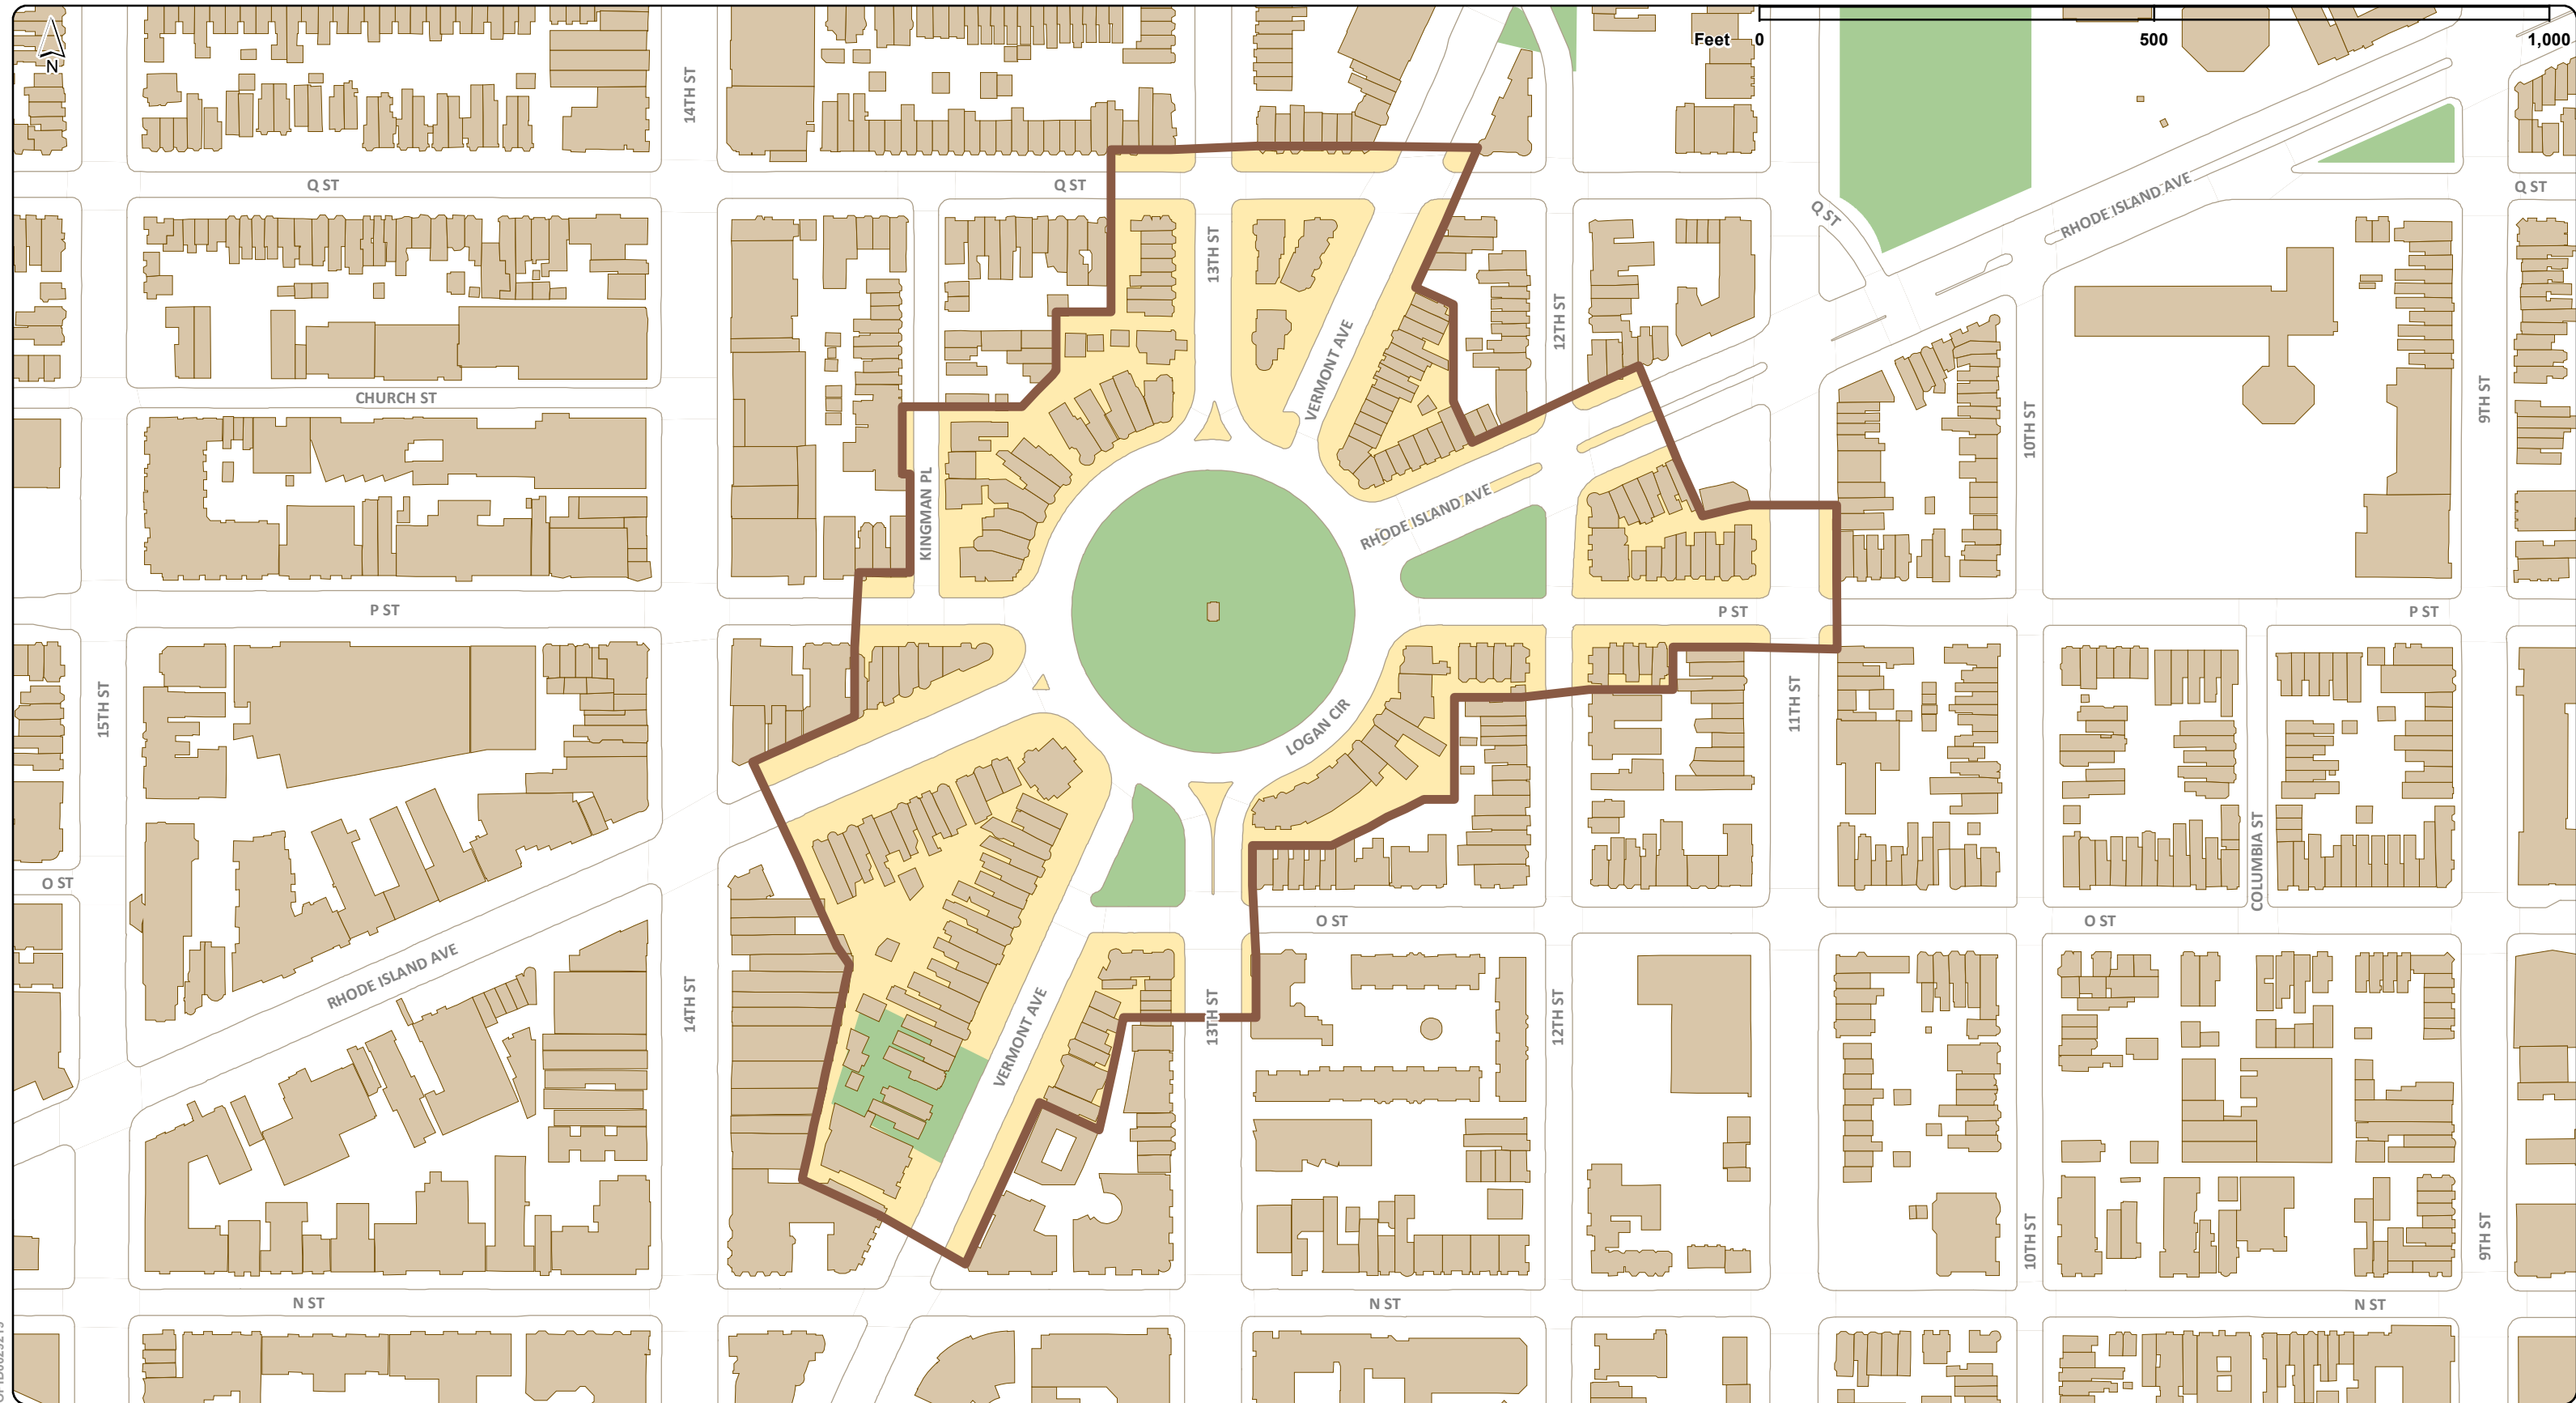 Feet 0 500 1,000
N
14TH ST
Q ST
Q ST
Q ST
Q ST
RHODE ISLAND AVE
13TH ST
12TH ST
VERMONT AVE
CHURCH ST
9TH ST
10TH ST
KINGMAN PL
RHODE ISLAND AVE
P ST
P ST
P ST
15TH ST
11TH ST
LOGAN CIR
COLUMBIA ST
O ST
O ST
O ST
RHODE ISLAND AVE
14TH ST
13TH ST
12TH ST
VERMONT AVE
10TH ST
9TH ST
N ST
N ST
N ST